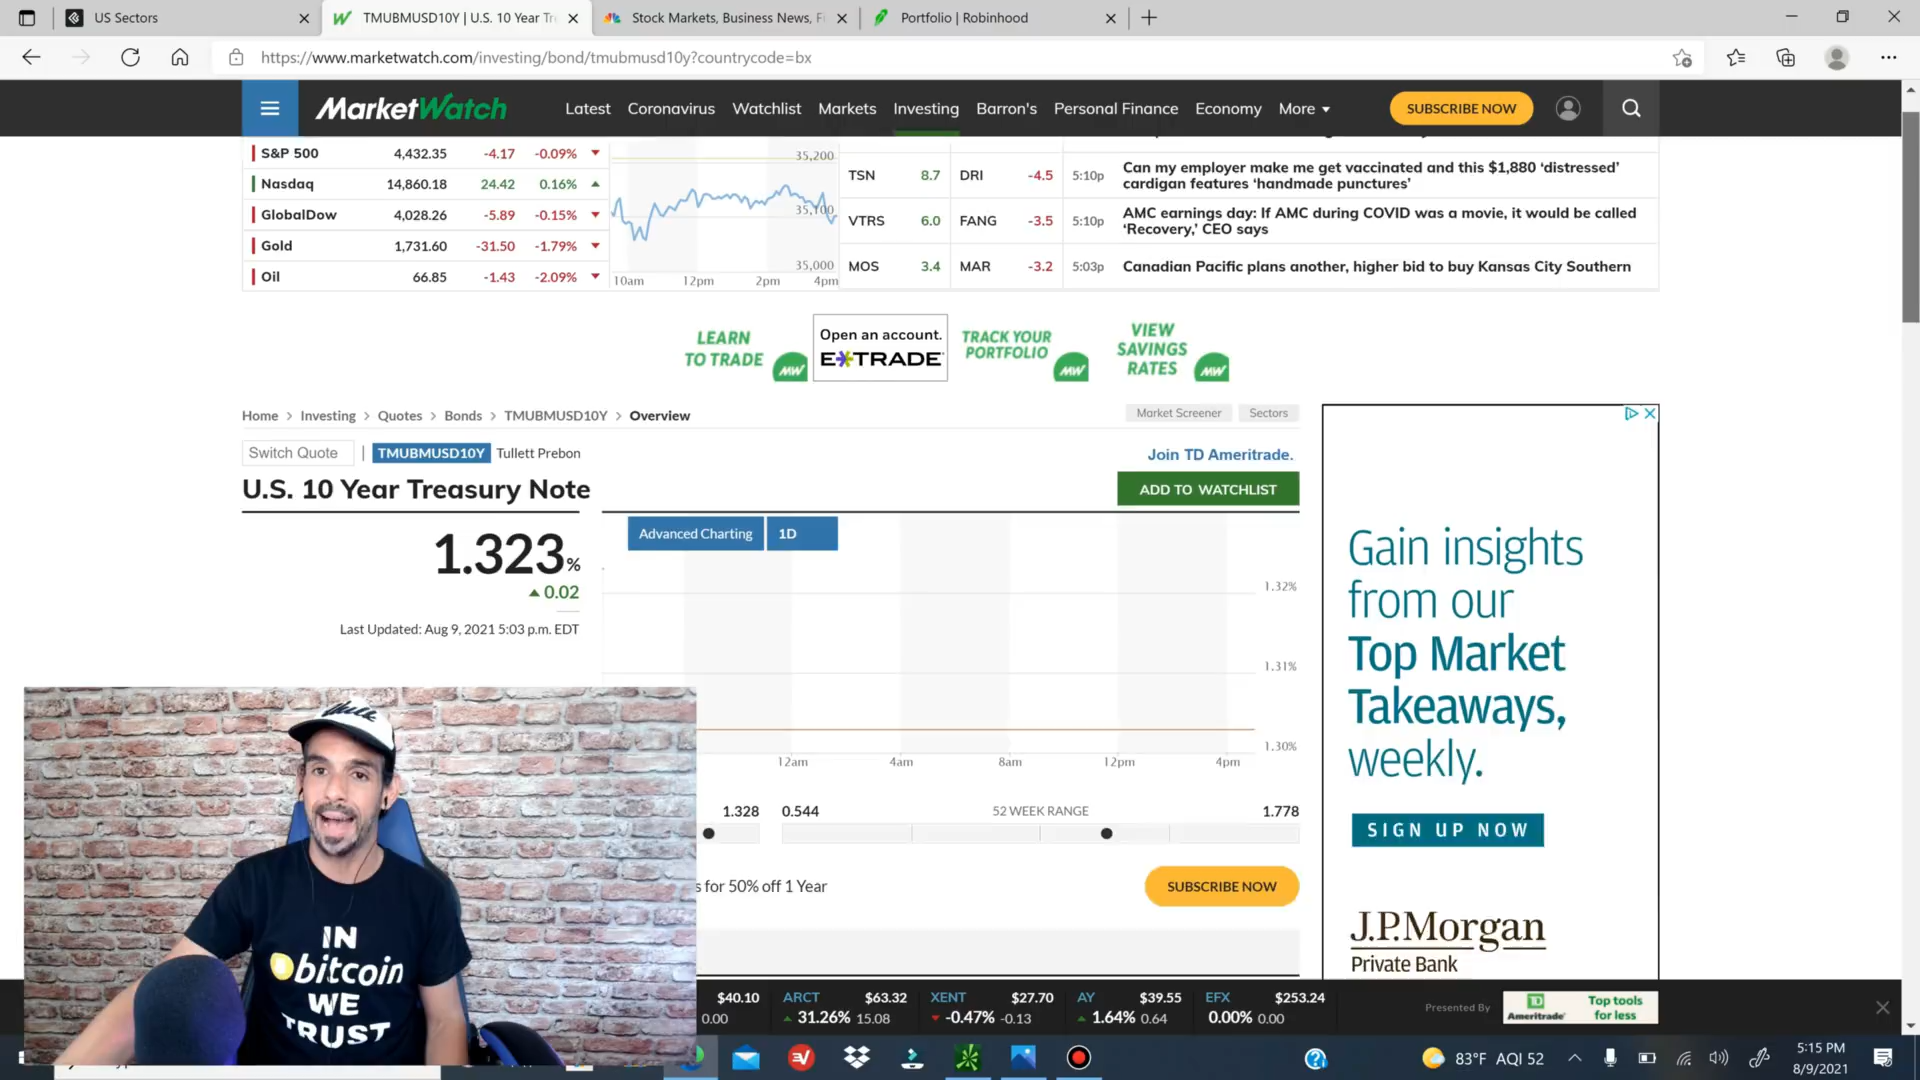 US Sectors
TMUBMUSD10Y | U.S. 10 Year Tr
Stock Markets, Business News, F
Portfolio | Robinhood
https://www.marketwatch.com/investing/bond/tmubmusd10y?countrycode=bx
MarketWatch
Latest
Coronavirus
Watchlist
Markets
Investing
Barron's
Personal Finance
Economy
More
SUBSCRIBE NOW
S&P 500 4,432.35 -4.17 -0.09%
Nasdaq 14,860.18 24.42 0.16%
GlobalDow 4,028.26 -5.89 -0.15%
Gold 1,731.60 -31.50 -1.79%
Oil 66.85 -1.43 -2.09%
35,200
35,100
35,000
10am 12pm 2pm 4pm
TSN 8.7 DRI -4.5
VTRS 6.0 FANG -3.5
MOS 3.4 MAR -3.2
5:10p Can my employer make me get vaccinated and this $1,880 ‘distressed’
cardigan features ‘handmade punctures’
5:10p AMC earnings day: If AMC during COVID was a movie, it would be called
‘Recovery,’ CEO says
5:03p Canadian Pacific plans another, higher bid to buy Kansas City Southern
LEARN
TO TRADE
MW
Open an account.
E*TRADE
TRACK YOUR
PORTFOLIO
MW
VIEW
SAVINGS
RATES
MW
Home > Investing > Quotes > Bonds > TMUBMUSD10Y > Overview
Market Screener
Sectors
Switch Quote | TMUBMUSD10Y Tullett Prebon
Join TD Ameritrade.
U.S. 10 Year Treasury Note
ADD TO WATCHLIST
1.323%
0.02
Last Updated: Aug 9, 2021 5:03 p.m. EDT
Advanced Charting
1D
1.32%
1.31%
1.30%
12am 4am 8am 12pm 4pm
1.328
0.544 52 WEEK RANGE 1.778
s for 50% off 1 Year
SUBSCRIBE NOW
Gain insights
from our
Top Market
Takeaways,
weekly.
SIGN UP NOW
J.P.Morgan
Private Bank
IN
bitcoin
WE
TRUST
$40.10
0.00
ARCT $63.32
31.26% 15.08
XENT $27.70
-0.47% -0.13
AY $39.55
1.64% 0.64
EFX $253.24
0.00% 0.00
Presented By
TD
Ameritrade
Top tools
for less
83°F AQI 52
5:15 PM
8/9/2021